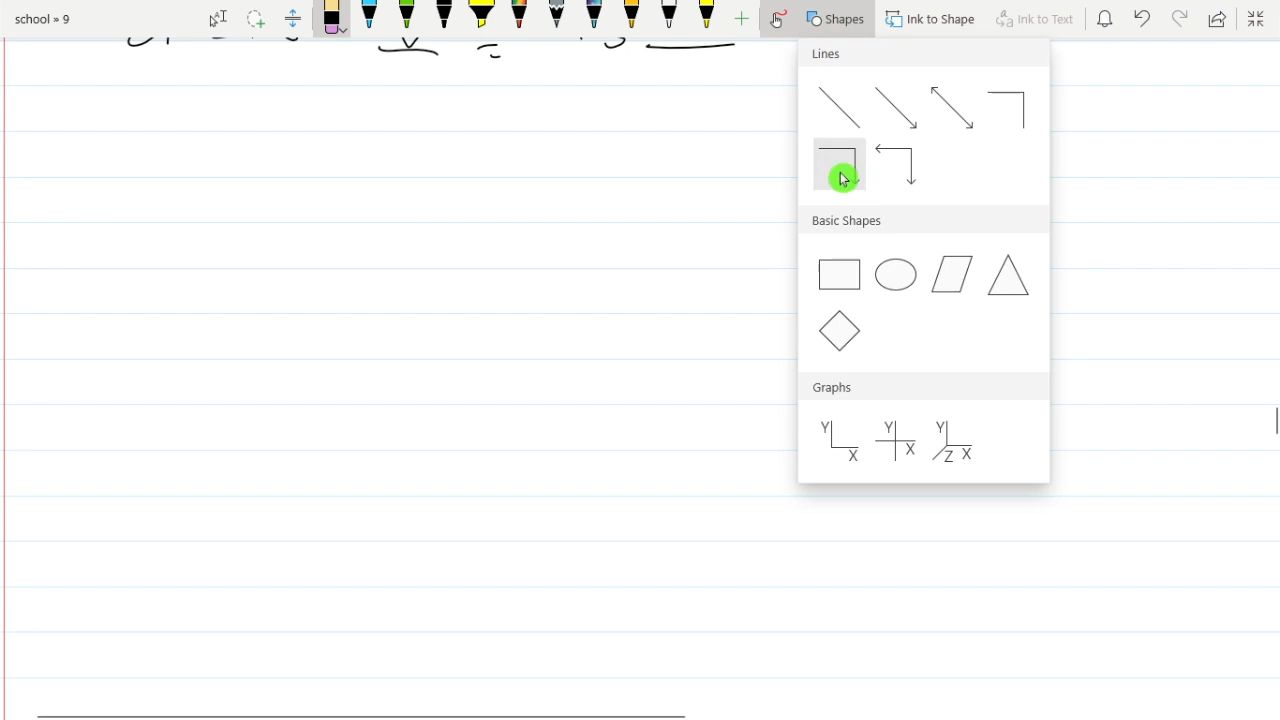 school » 9
Shapes
Ink to Shape
Ink to Text
Lines
Basic Shapes
Graphs
Y X
Y X
Y Z X